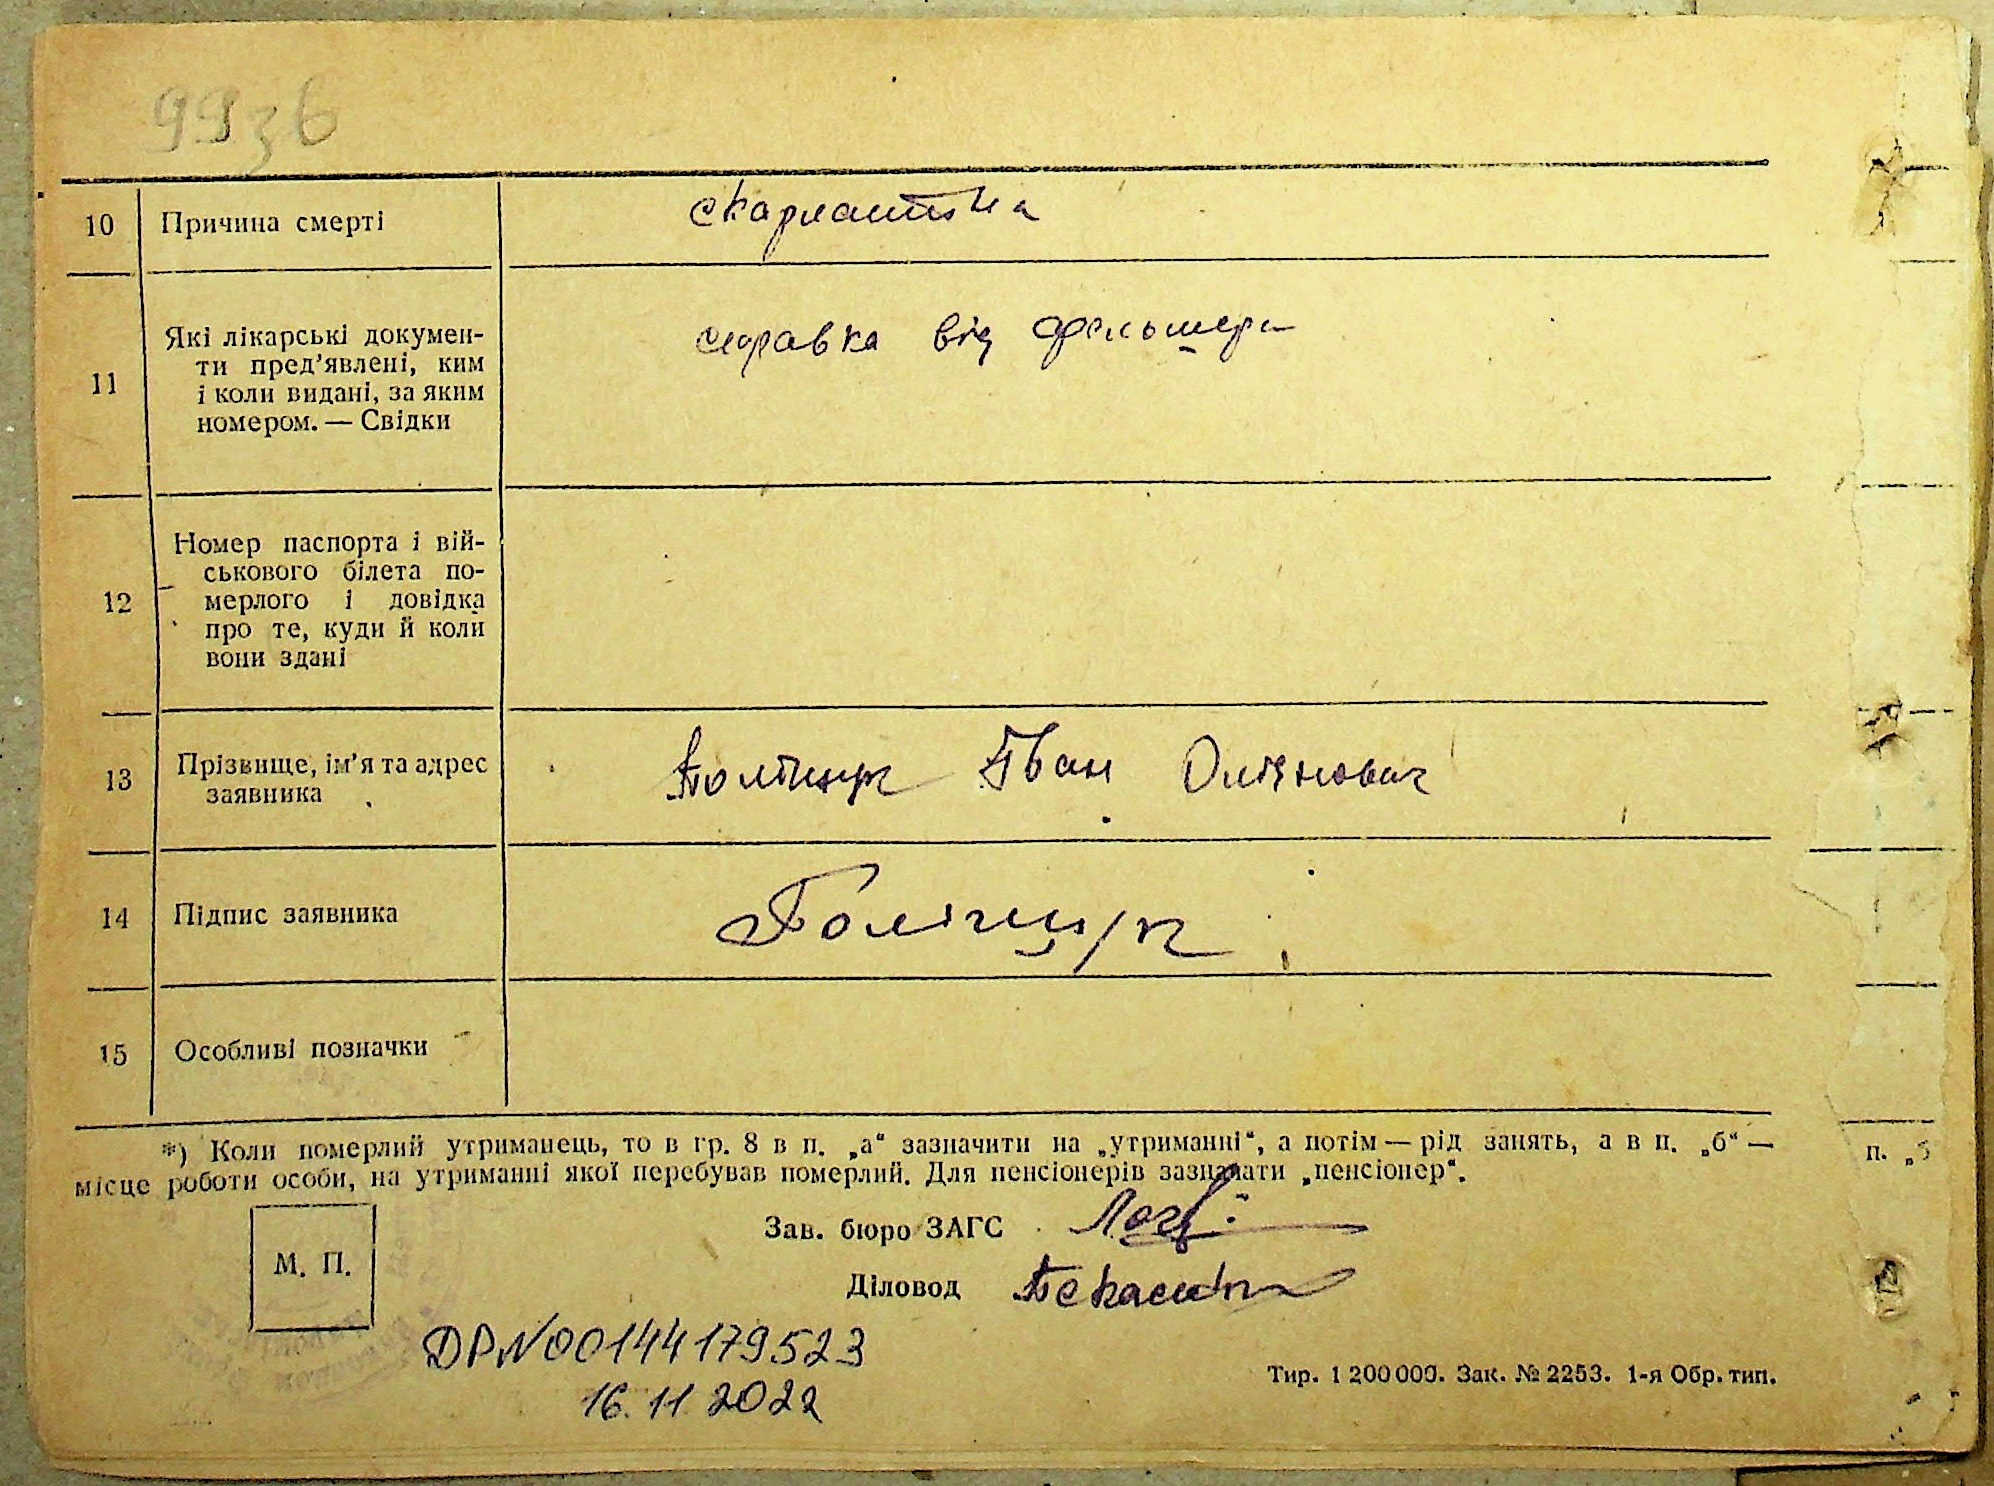 99зв
10 Причина смерті скарлатина
11 Які лікарські докумен-
ти пред’явлені, ким
і коли видані, за яким
номером. — Свідки
справка від фельшера
12 Номер паспорта і вій-
ськового білета по-
мерлого і довідка
про те, куди й коли
вони здані
13 Прізвище, ім’я та адрес
заявника
Поліщук Іван
14 Підпис заявника Поліщук
15 Особливі позначки
*) Коли померлий утриманець, то в гр. 8 в п. „а“ зазначити на „утриманні“, а потім — рід занять, а в п. „б“ —
місце роботи особи, на утриманні якої перебував померлий. Для пенсіонерів зазначати „пенсіонер“.
п. „б
Зав. бюро ЗАГС
М. П.
Діловод
DPN00144179523
16.11.2022
Тир. 1 200 000. Зак. № 2253. 1-я Обр. тип.